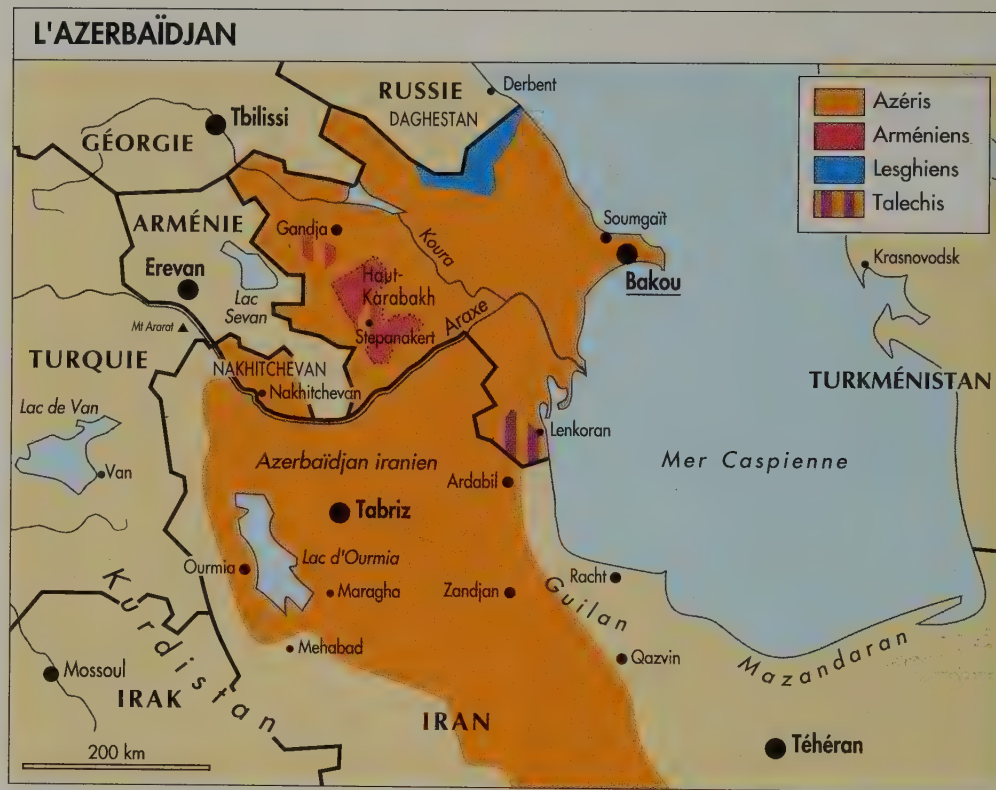 L'AZERBAÏDJAN
Azéris
Arméniens
Lesghiens
Talechis
RUSSIE
DAGHESTAN
Derbent
Tbilissi
GÉORGIE
ARMÉNIE
Erevan
Lac
Sevan
Gandja
Haut-
Karabakh
Stepanakert
Koura
Araxe
Soumgaït
Bakou
Krasnovodsk
Mt Ararat
TURQUIE
NAKHITCHEVAN
Nakhitchevan
TURKMÉNISTAN
Lac de Van
Van
Lenkoran
Azerbaïdjan iranien
Mer Caspienne
Ardabil
Tabriz
Lac d'Ourmia
Ourmia
Maragha
Zandjan
Racht
Guilan
Kurdistan
Mehabad
Qazvin
Mazandaran
Mossoul
IRAK
IRAN
Téhéran
200 km